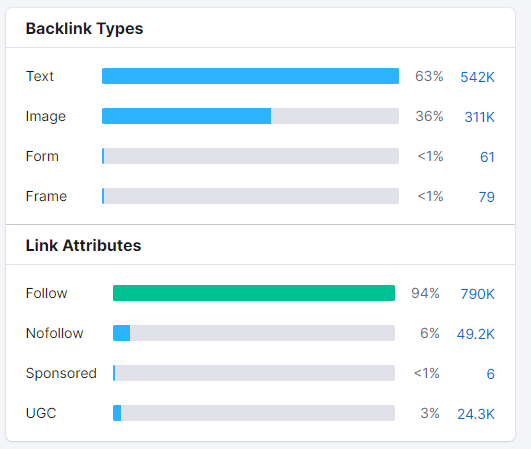 Backlink Types
Text 63% 542K
Image 36% 311K
Form <1% 61
Frame <1% 79
Link Attributes
Follow 94% 790K
Nofollow 6% 49.2K
Sponsored <1% 6
UGC 3% 24.3K